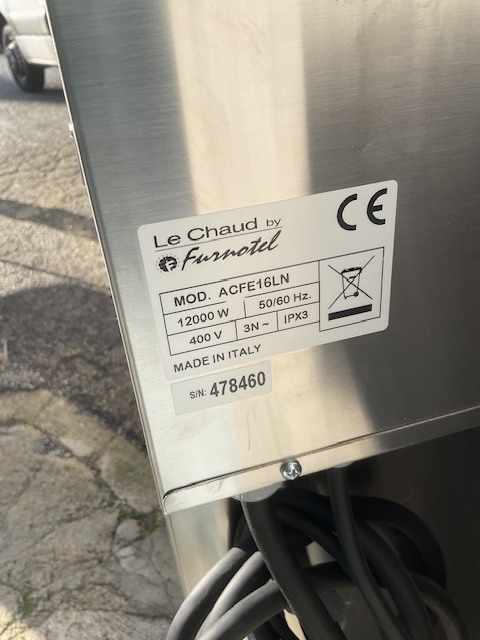 Le Chaud by
Furnotel
CE
MOD. ACFE16LN
12000 W 50/60 Hz.
400 V 3N ~ IPX3
MADE IN ITALY
S/N: 478460